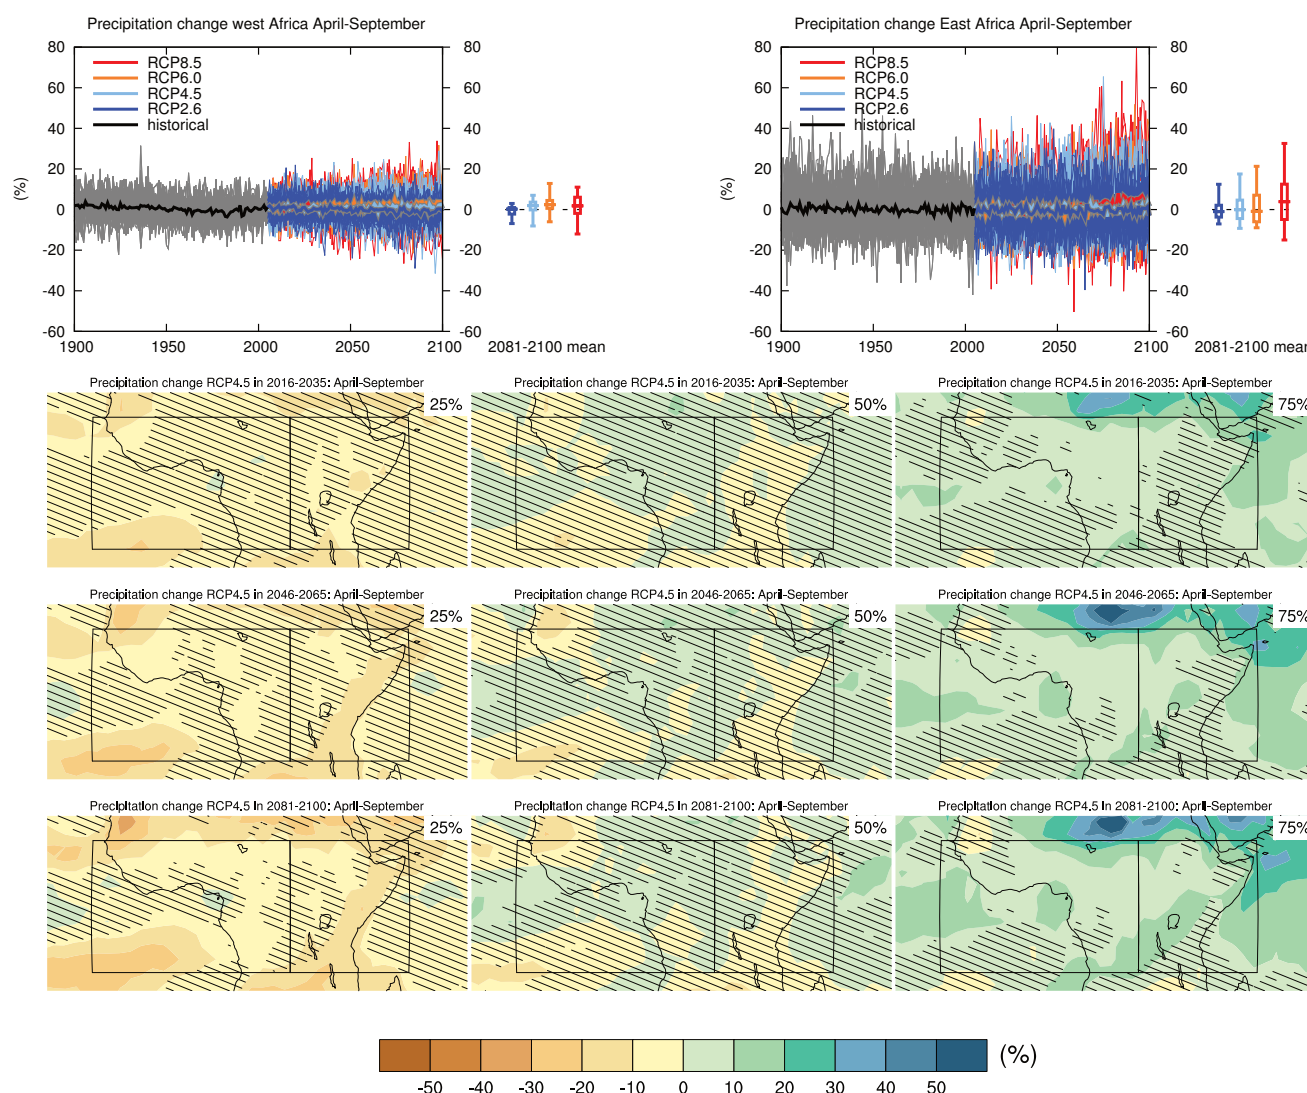 Precipitation change west Africa April-September
80
60
40
20
0
-20
-40
-60
(%)
RCP8.5
RCP6.0
RCP4.5
RCP2.6
historical
1900 1950 2000 2050 2100
80
60
40
20
0
-20
-40
-60
2081-2100 mean
Precipitation change East Africa April-September
80
60
40
20
0
-20
-40
-60
(%)
RCP8.5
RCP6.0
RCP4.5
RCP2.6
historical
1900 1950 2000 2050 2100
80
60
40
20
0
-20
-40
-60
2081-2100 mean
Precipitation change RCP4.5 in 2016-2035: April-September
25%
Precipitation change RCP4.5 in 2016-2035: April-September
50%
Precipitation change RCP4.5 in 2016-2035: April-September
75%
Precipitation change RCP4.5 in 2046-2065: April-September
25%
Precipitation change RCP4.5 in 2046-2065: April-September
50%
Precipitation change RCP4.5 in 2046-2065: April-September
75%
Precipitation change RCP4.5 in 2081-2100: April-September
25%
Precipitation change RCP4.5 in 2081-2100: April-September
50%
Precipitation change RCP4.5 in 2081-2100: April-September
75%
(%)
-50 -40 -30 -20 -10 0 10 20 30 40 50